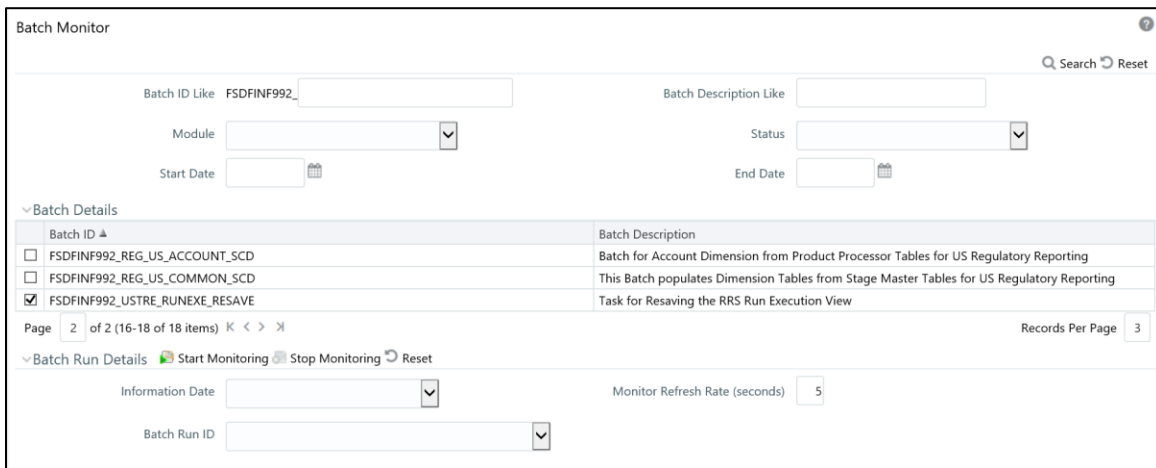 Batch Monitor
Search Reset
Batch ID Like FSDFINF992_ Batch Description Like
Module Status
Start Date End Date
Batch Details
Batch ID Batch Description
FSDFINF992_REG_US_ACCOUNT_SCD Batch for Account Dimension from Product Processor Tables for US Regulatory Reporting
FSDFINF992_REG_US_COMMON_SCD This Batch populates Dimension Tables from Stage Master Tables for US Regulatory Reporting
FSDFINF992_USTRE_RUNEXE_RESAVE Task for Resaving the RRS Run Execution View
Page 2 of 2 (16-18 of 18 items) Records Per Page 3
Batch Run Details Start Monitoring Stop Monitoring Reset
Information Date Monitor Refresh Rate (seconds) 5
Batch Run ID